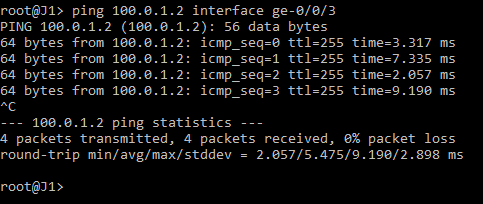 root@J1> ping 100.0.1.2 interface ge-0/0/3
PING 100.0.1.2 (100.0.1.2): 56 data bytes
64 bytes from 100.0.1.2: icmp_seq=0 ttl=255 time=3.317 ms
64 bytes from 100.0.1.2: icmp_seq=1 ttl=255 time=7.335 ms
64 bytes from 100.0.1.2: icmp_seq=2 ttl=255 time=2.057 ms
64 bytes from 100.0.1.2: icmp_seq=3 ttl=255 time=9.190 ms
^C
--- 100.0.1.2 ping statistics ---
4 packets transmitted, 4 packets received, 0% packet loss
round-trip min/avg/max/stddev = 2.057/5.475/9.190/2.898 ms
root@J1>